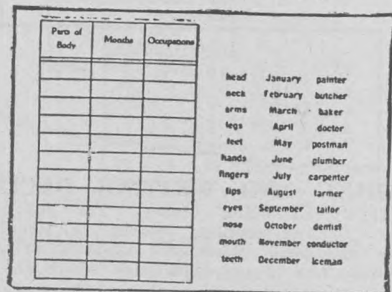 Parts of Body Months Occupations
head January painter
neck February butcher
arms March baker
legs April doctor
feet May postman
hands June plumber
fingers July carpenter
lips August farmer
eyes September tailor
nose October dentist
mouth November conductor
teeth December iceman